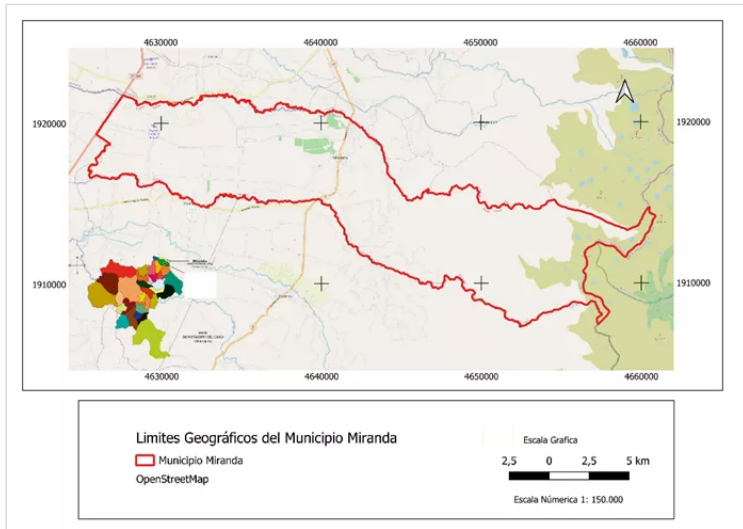 4630000 4640000 4650000 4660000
1920000 1920000
1910000 1910000
4630000 4640000 4650000 4660000
Limites Geográficos del Municipio Miranda
Municipio Miranda
OpenStreetMap
Escala Grafica
2,5 0 2,5 5 km
Escala Númerica 1: 150.000